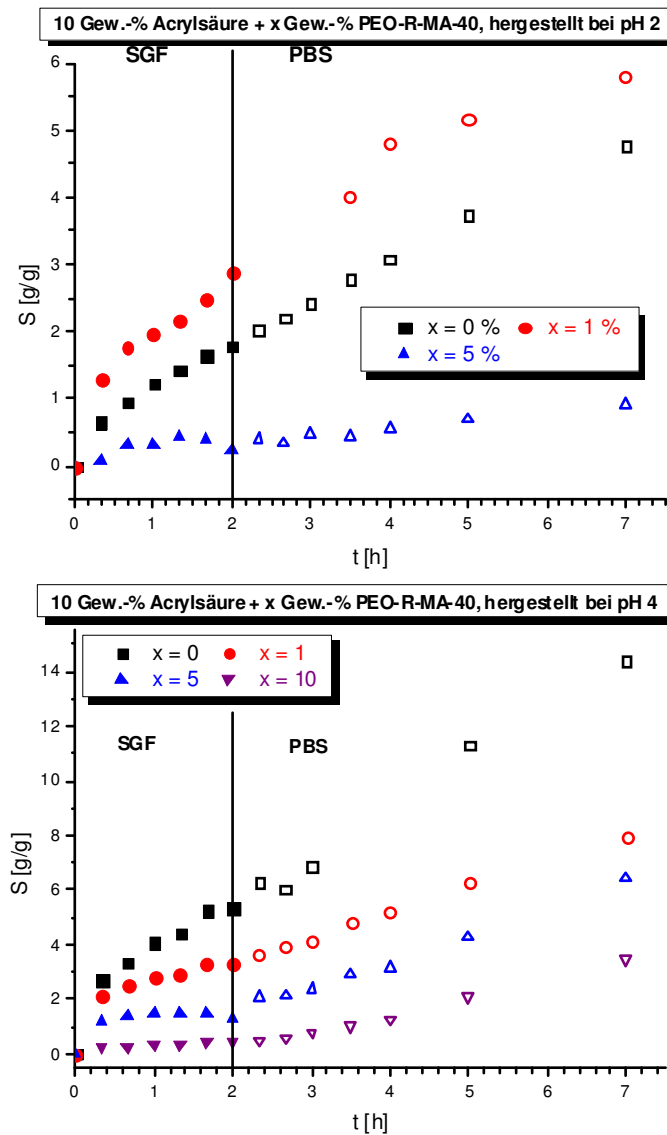 10 Gew.-% Acrylsäure + x Gew.-% PEO-R-MA-40, hergestellt bei pH 2
SGF PBS
6
5
4
3
2
1
0
S [g/g]
x = 0 % x = 1 %
x = 5 %
0 1 2 3 4 5 6 7
t [h]
10 Gew.-% Acrylsäure + x Gew.-% PEO-R-MA-40, hergestellt bei pH 4
x = 0 x = 1
x = 5 x = 10
SGF PBS
14
12
10
8
6
4
2
0
S [g/g]
0 1 2 3 4 5 6 7
t [h]